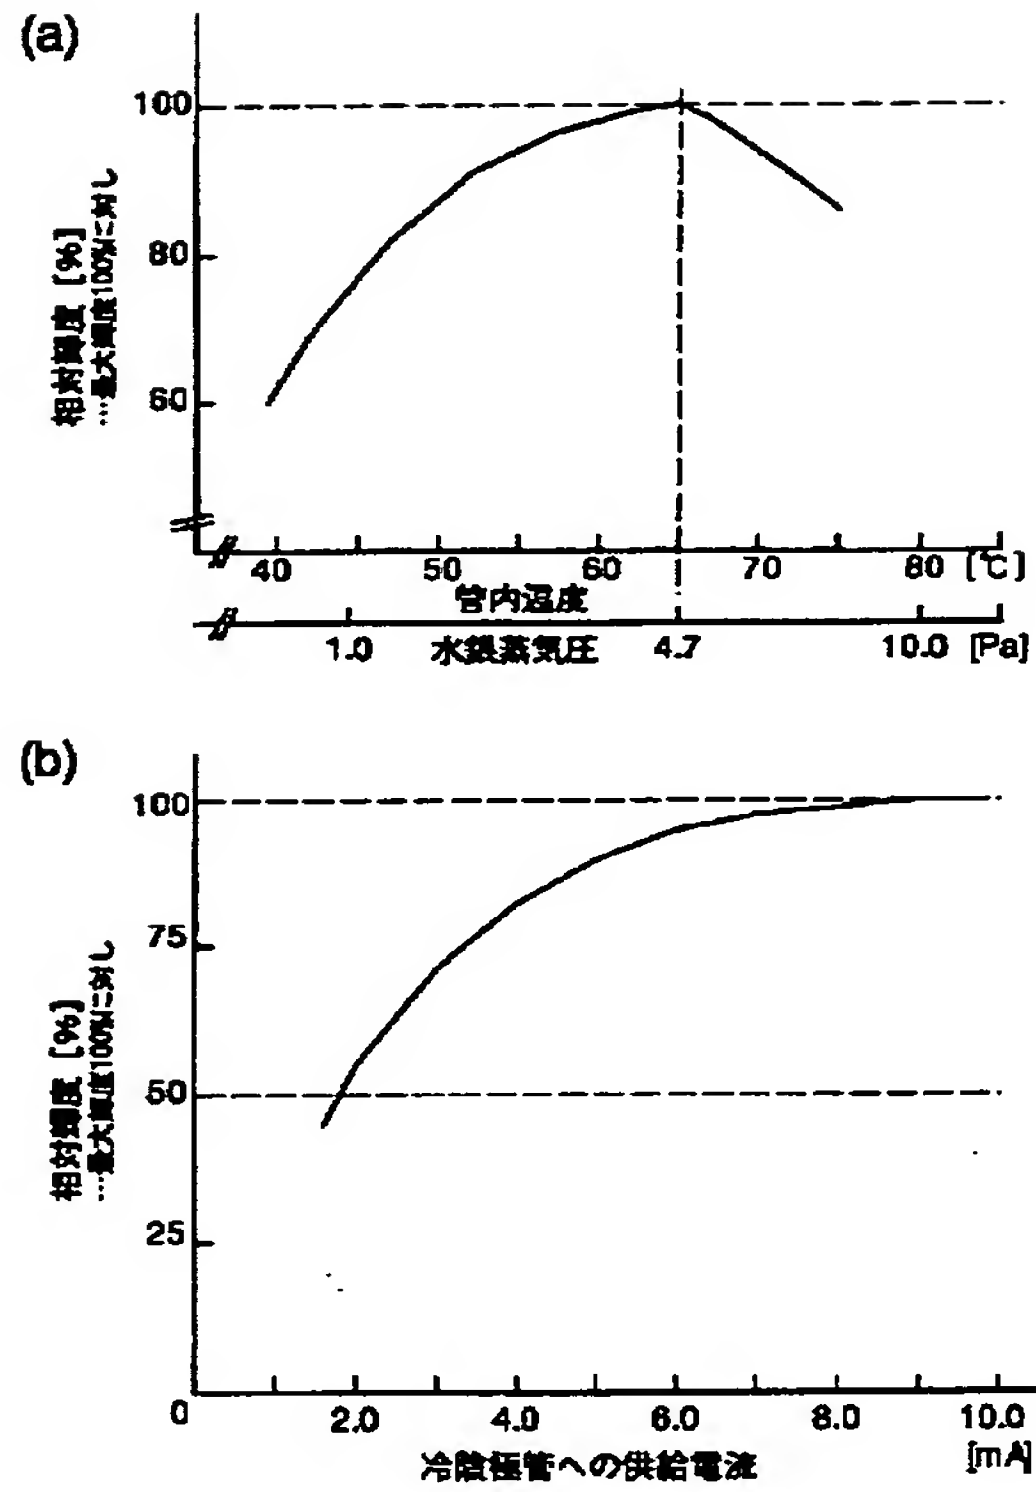 (a)
100
80
60
相対輝度 [%]
…最大輝度100%に対し
40 50 60 70 80 [℃]
管内温度
1.0 水銀蒸気圧 4.7 10.0 [Pa]
(b)
100
75
50
25
0
相対輝度 [%]
…最大輝度100%に対し
2.0 4.0 6.0 8.0 10.0
[mA]
冷陰極管への供給電流